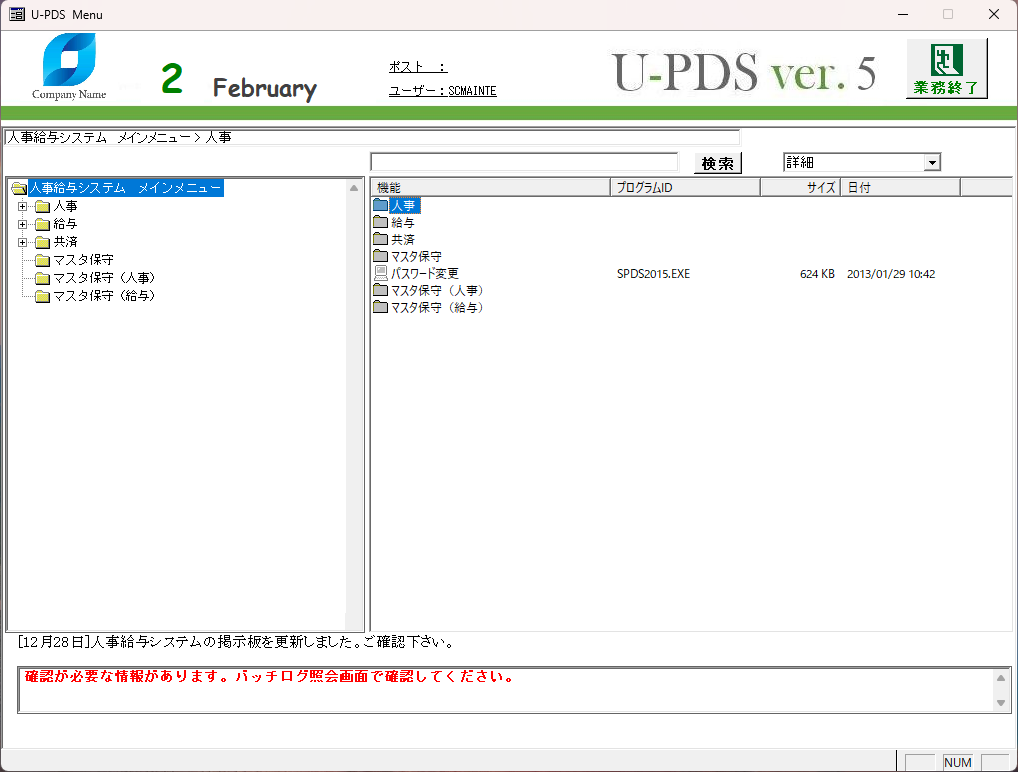 U-PDS Menu
Company Name
2
February
ポスト　：
ユーザー：SCMAINTE
U-PDS ver. 5
業務終了
人事給与システム　メインメニュー > 人事
検索
詳細
人事給与システム　メインメニュー
人事
給与
共済
マスタ保守
マスタ保守（人事）
マスタ保守（給与）
機能 プログラムID サイズ 日付
人事
給与
共済
マスタ保守
パスワード変更 SPDS2015.EXE 624 KB 2013/01/29 10:42
マスタ保守（人事）
マスタ保守（給与）
[12月28日]人事給与システムの掲示板を更新しました。ご確認下さい。
確認が必要な情報があります。バッチログ照会画面で確認してください。
NUM